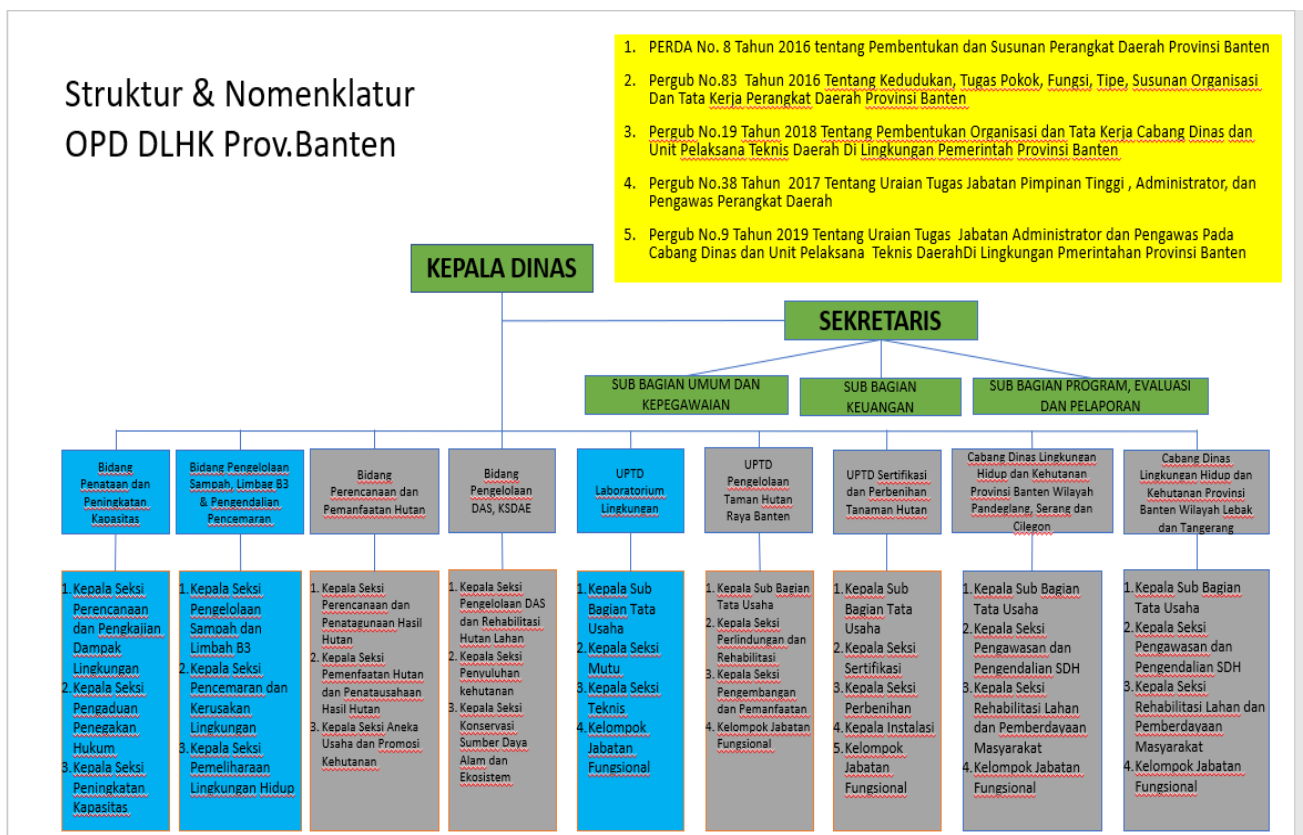 Struktur & Nomenklatur
OPD DLHK Prov.Banten
1. PERDA No. 8 Tahun 2016 tentang Pembentukan dan Susunan Perangkat Daerah Provinsi Banten
2. Pergub No.83 Tahun 2016 Tentang Kedudukan, Tugas Pokok, Fungsi, Tipe, Susunan Organisasi
Dan Tata Kerja Perangkat Daerah Provinsi Banten
3. Pergub No.19 Tahun 2018 Tentang Pembentukan Organisasi dan Tata Kerja Cabang Dinas dan
Unit Pelaksana Teknis Daerah Di Lingkungan Pemerintah Provinsi Banten
4. Pergub No.38 Tahun 2017 Tentang Uraian Tugas Jabatan Pimpinan Tinggi , Administrator, dan
Pengawas Perangkat Daerah
5. Pergub No.9 Tahun 2019 Tentang Uraian Tugas Jabatan Administrator dan Pengawas Pada
Cabang Dinas dan Unit Pelaksana Teknis DaerahDi Lingkungan Pmerintahan Provinsi Banten
KEPALA DINAS
SEKRETARIS
SUB BAGIAN UMUM DAN
KEPEGAWAIAN
SUB BAGIAN
KEUANGAN
SUB BAGIAN PROGRAM, EVALUASI
DAN PELAPORAN
Bidang
Penataan dan
Peningkatan
Kapasitas
Bidang Pengelolaan
Sampah, Limbag B3
& Pengendalian
Pencemaran
Bidang
Perencanaan dan
Pemanfaatan Hutan
Bidang
Pengelolaan
DAS, KSDAE
UPTD
Laboratorium
Lingkungan
UPTD
Pengelolaan
Taman Hutan
Raya Banten
UPTD Sertifikasi
dan Perbenihan
Tanaman Hutan
Cabang Dinas Lingkungan
Hidup dan Kehutanan
Provinsi Banten Wilayah
Pandeglang, Serang dan
Cilegon
Cabang Dinas
Lingkungan Hidup dan
Kehutanan Provinsi
Banten Wilayah Lebak
dan Tangerang
1. Kepala Seksi
Perencanaan
dan Pengkajian
Dampak
Lingkungan
2. Kepala Seksi
Pengaduan
Penegakan
Hukum
3. Kepala Seksi
Peningkatan
Kapasitas
1. Kepala Seksi
Pengelolaan
Sampah dan
Limbah B3
2. Kepala Seksi
Pencemaran dan
Kerusakan
Lingkungan
3. Kepala Seksi
Pemeliharaan
Lingkungan Hidup
1. Kepala Seksi
Perencanaan dan
Penatagunaan Hasil
Hutan
2. Kepala Seksi
Pemenfaatan Hutan
dan Penatausahaan
Hasil Hutan
3. Kepala Seksi Aneka
Usaha dan Promosi
Kehutanan
1. Kepala Seksi
Pengelolaan DAS
dan Rehabilitasi
Hutan Lahan
2. Kepala Seksi
Penyuluhan
kehutanan
3. Kepala Seksi
Konservasi
Sumber Daya
Alam dan
Ekosistem
1. Kepala Sub
Bagian Tata
Usaha
2. Kepala Seksi
Mutu
3. Kepala Seksi
Teknis
4. Kelompok
Jabatan
Fungsional
1. Kepala Sub Bagian
Tata Usaha
2. Kepala Seksi
Perlindungan dan
Rehabilitasi
3. Kepala Seksi
Pengembangan
dan Pemanfaatan
4. Kelompok Jabatan
Fungsional
1. Kepala Sub
Bagian Tata
Usaha
2. Kepala Seksi
Sertifikasi
3. Kepala Seksi
Perbenihan
4. Kepala Instalasi
5. Kelompok
Jabatan
Fungsional
1. Kepala Sub Bagian
Tata Usaha
2. Kepala Seksi
Pengawasan dan
Pengendalian SDH
3. Kepala Seksi
Rehabilitasi Lahan
dan Pemberdayaan
Masyarakat
4. Kelompok Jabatan
Fungsional
1. Kepala Sub Bagian
Tata Usaha
2. Kepala Seksi
Pengawasan dan
Pengendalian SDH
3. Kepala Seksi
Rehabilitasi Lahan dan
Pemberdayaan
Masyarakat
4. Kelompok Jabatan
Fungsional